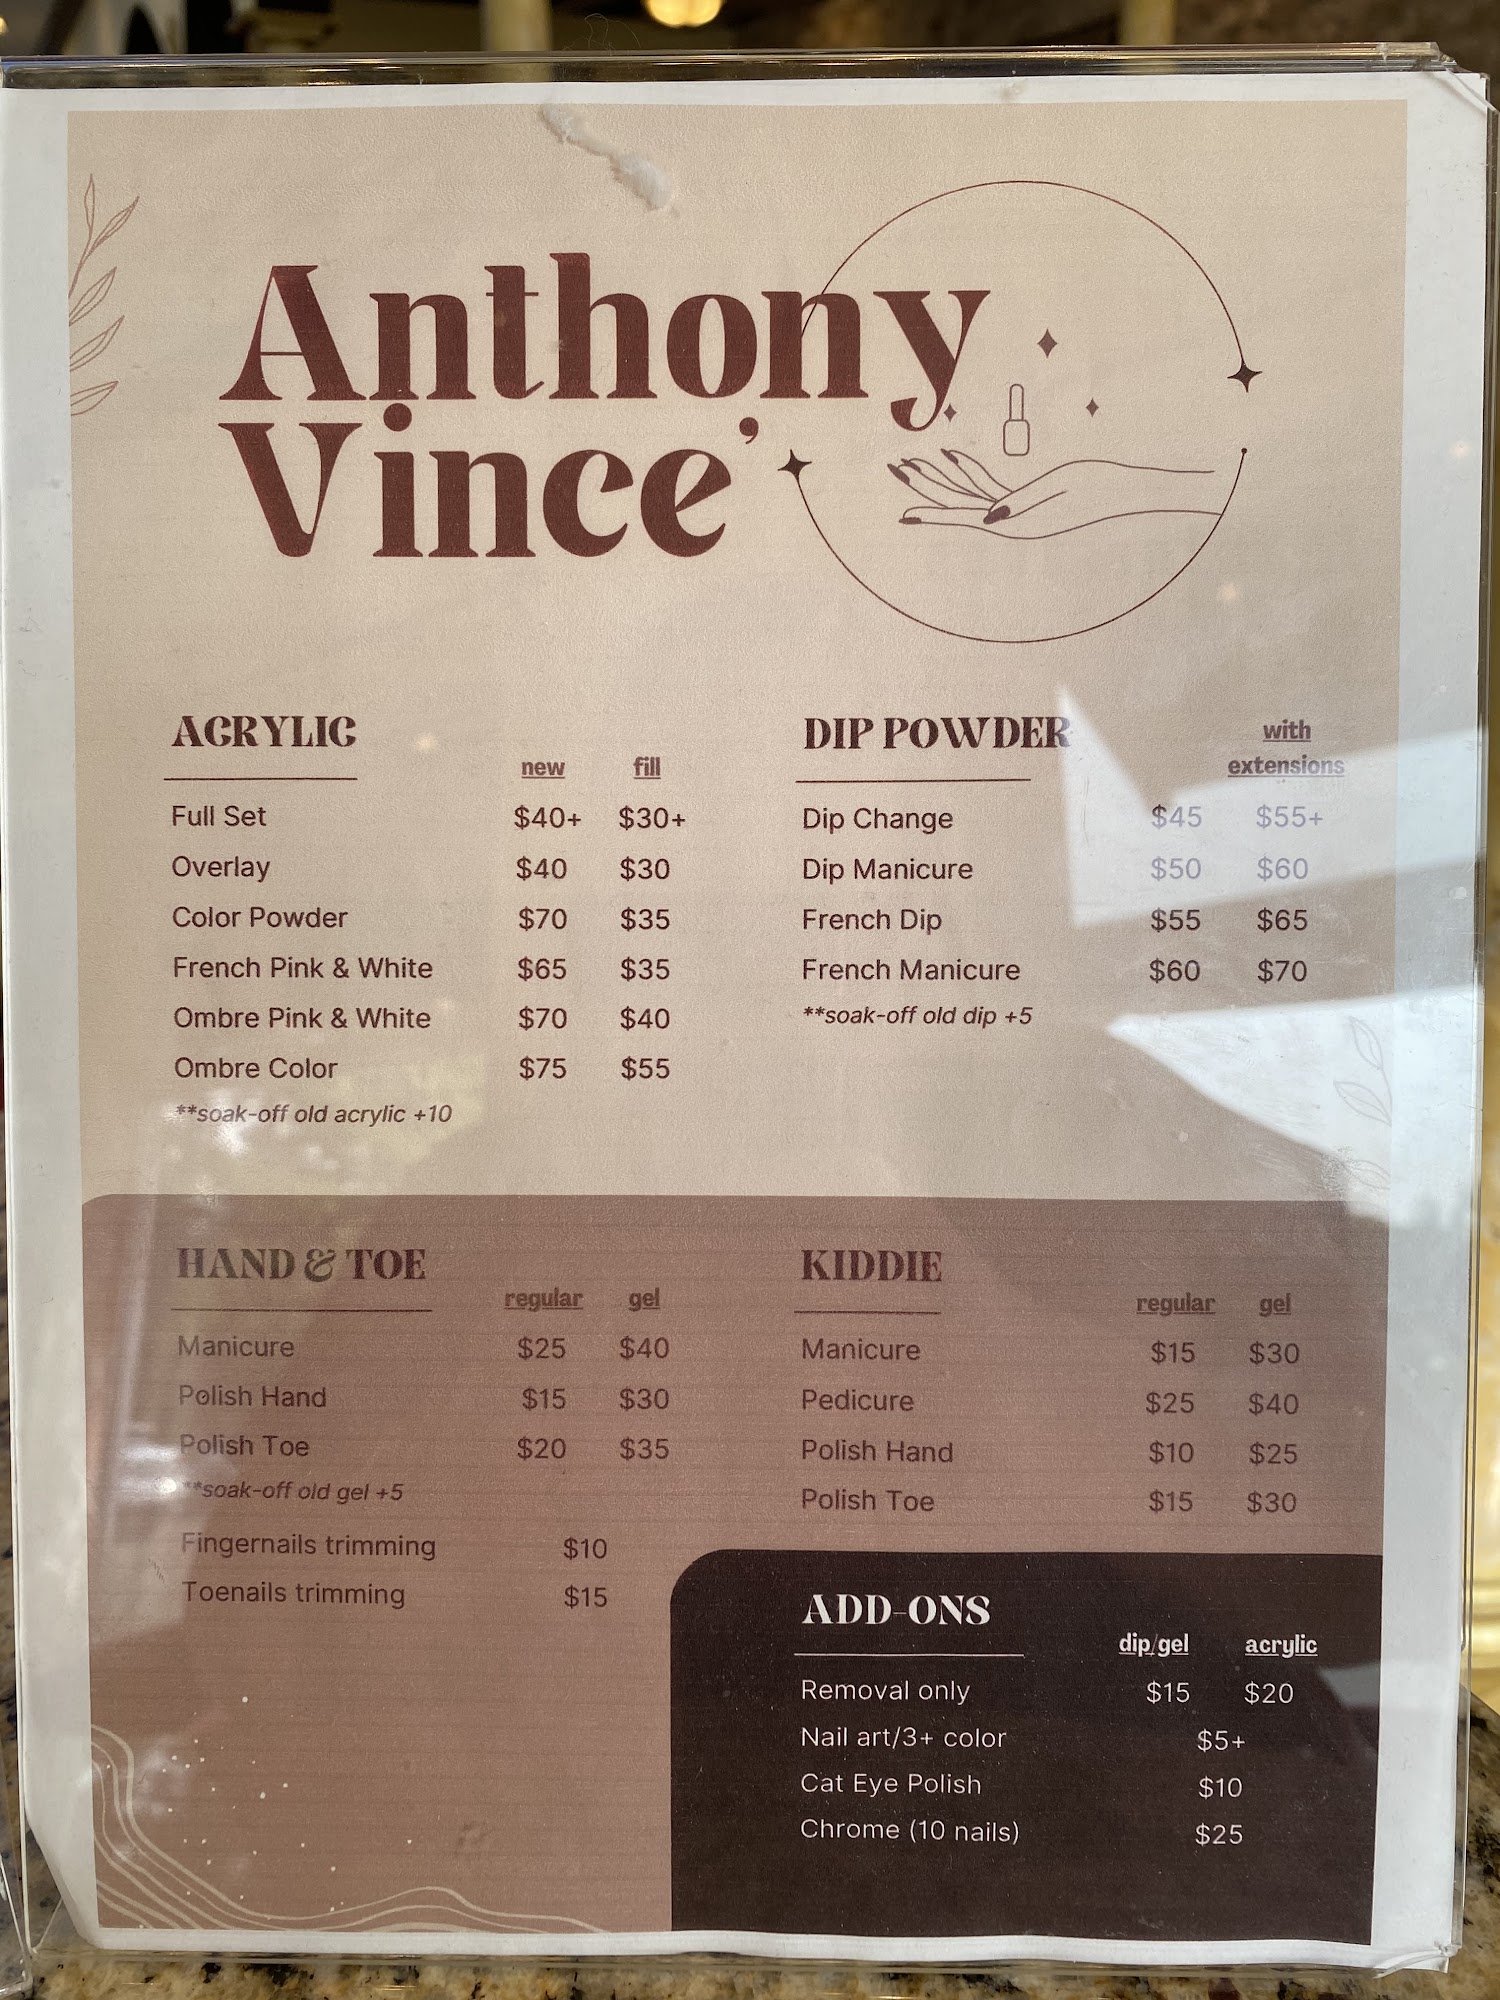 Anthony
Vince'
ACRYLIC
new fill
Full Set $40+ $30+
Overlay $40 $30
Color Powder $70 $35
French Pink & White $65 $35
Ombre Pink & White $70 $40
Ombre Color $75 $55
**soak-off old acrylic +10
DIP POWDER
with
extensions
Dip Change $45 $55+
Dip Manicure $50 $60
French Dip $55 $65
French Manicure $60 $70
**soak-off old dip +5
HAND & TOE
regular gel
Manicure $25 $40
Polish Hand $15 $30
Polish Toe $20 $35
**soak-off old gel +5
Fingernails trimming $10
Toenails trimming $15
KIDDIE
regular gel
Manicure $15 $30
Pedicure $25 $40
Polish Hand $10 $25
Polish Toe $15 $30
ADD-ONS
dip/gel acrylic
Removal only $15 $20
Nail art/3+ color $5+
Cat Eye Polish $10
Chrome (10 nails) $25